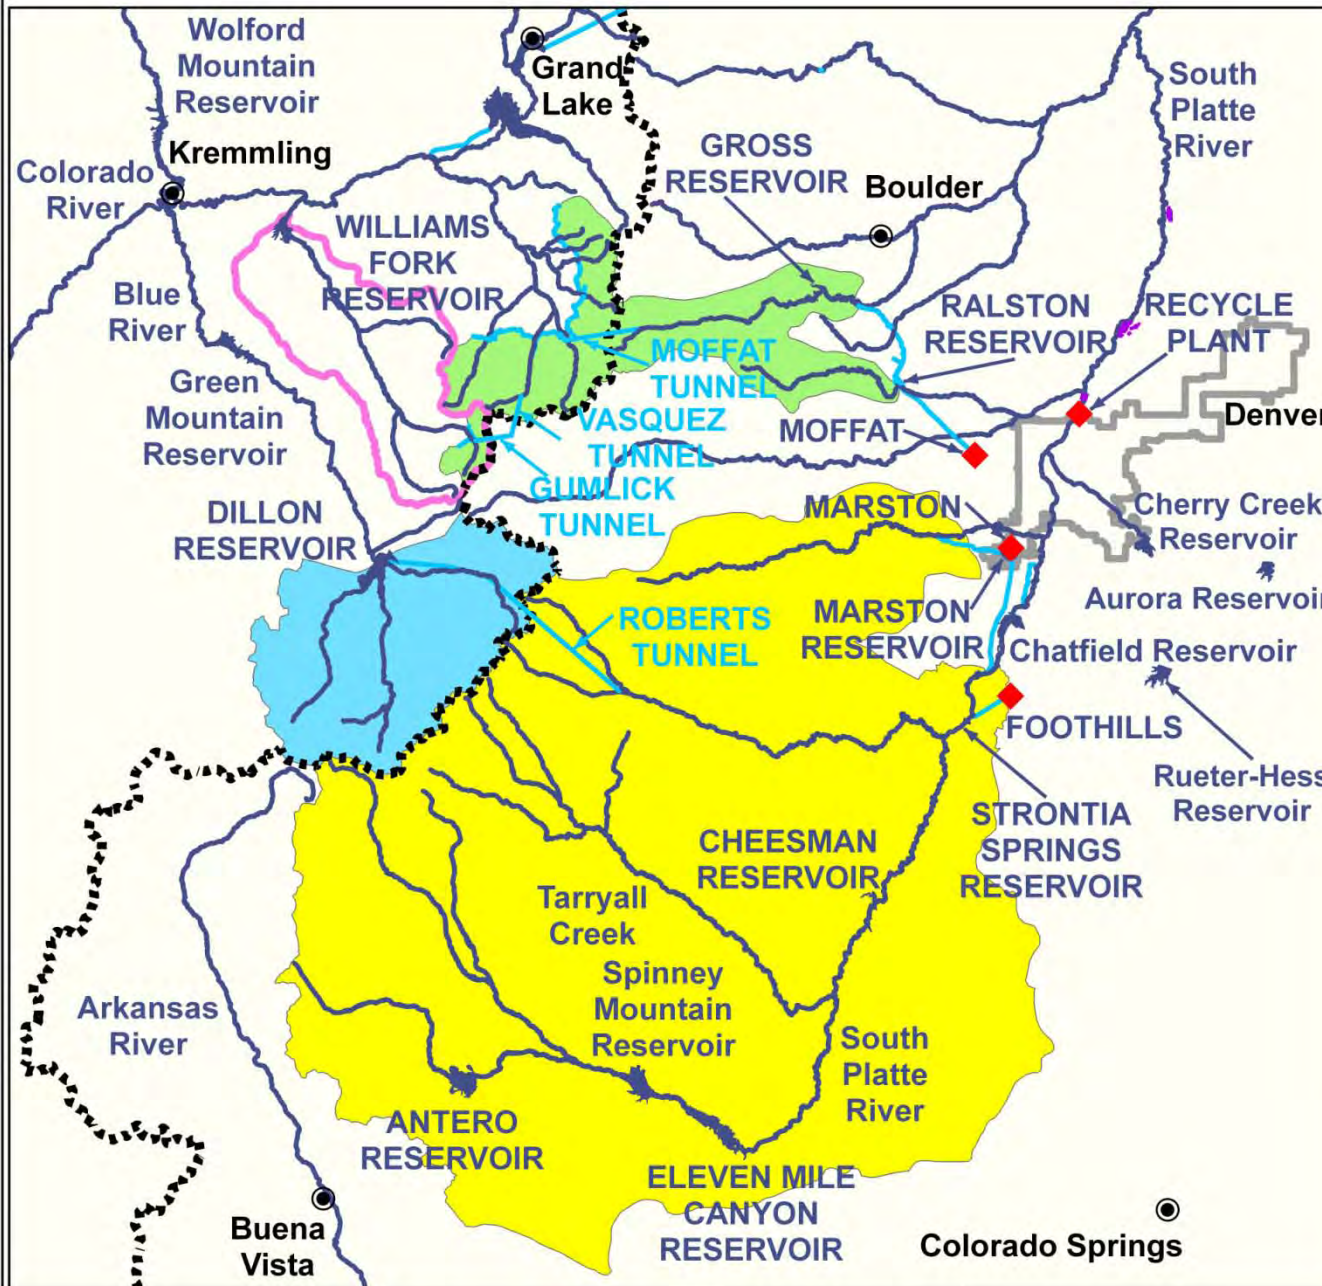 Wolford
Mountain
Reservoir
Grand
Lake
South
Platte
River
Kremmling
Colorado
River
GROSS
RESERVOIR
Boulder
WILLIAMS
FORK
RESERVOIR
Blue
River
RALSTON
RESERVOIR
RECYCLE
PLANT
MOFFAT
TUNNEL
Green
Mountain
Reservoir
VASQUEZ
TUNNEL
MOFFAT
Denver
GUMLICK
TUNNEL
DILLON
RESERVOIR
MARSTON
Cherry Creek
Reservoir
ROBERTS
TUNNEL
MARSTON
RESERVOIR
Aurora Reservoir
Chatfield Reservoir
FOOTHILLS
Rueter-Hess
Reservoir
STRONTIA
SPRINGS
RESERVOIR
CHEESMAN
RESERVOIR
Tarryall
Creek
Spinney
Mountain
Reservoir
Arkansas
River
South
Platte
River
ANTERO
RESERVOIR
ELEVEN MILE
CANYON
RESERVOIR
Buena
Vista
Colorado Springs